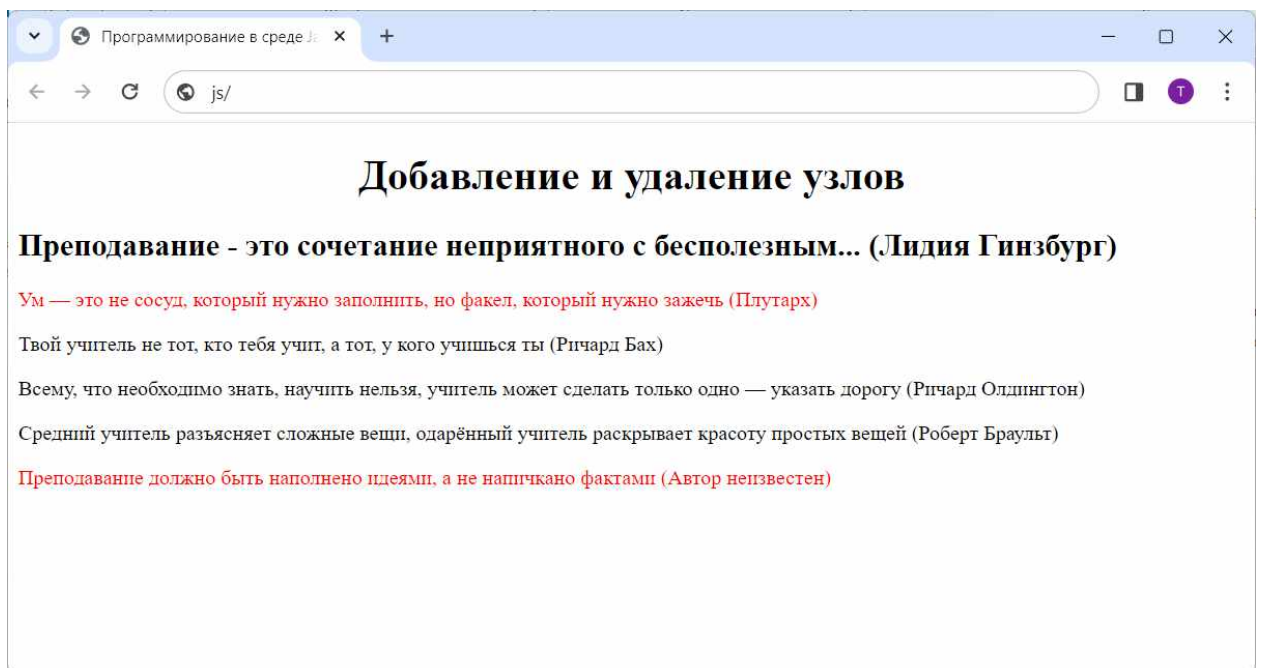 Программирование в среде Ja
js/
T
Добавление и удаление узлов
Преподавание - это сочетание неприятного с бесполезным... (Лидия Гинзбург)
Ум — это не сосуд, который нужно заполнить, но факел, который нужно зажечь (Плутарх)
Твой учитель не тот, кто тебя учит, а тот, у кого учишься ты (Ричард Бах)
Всему, что необходимо знать, научить нельзя, учитель может сделать только одно — указать дорогу (Ричард Олдингтон)
Средний учитель разъясняет сложные вещи, одарённый учитель раскрывает красоту простых вещей (Роберт Браульт)
Преподавание должно быть наполнено идеями, а не напичкано фактами (Автор неизвестен)